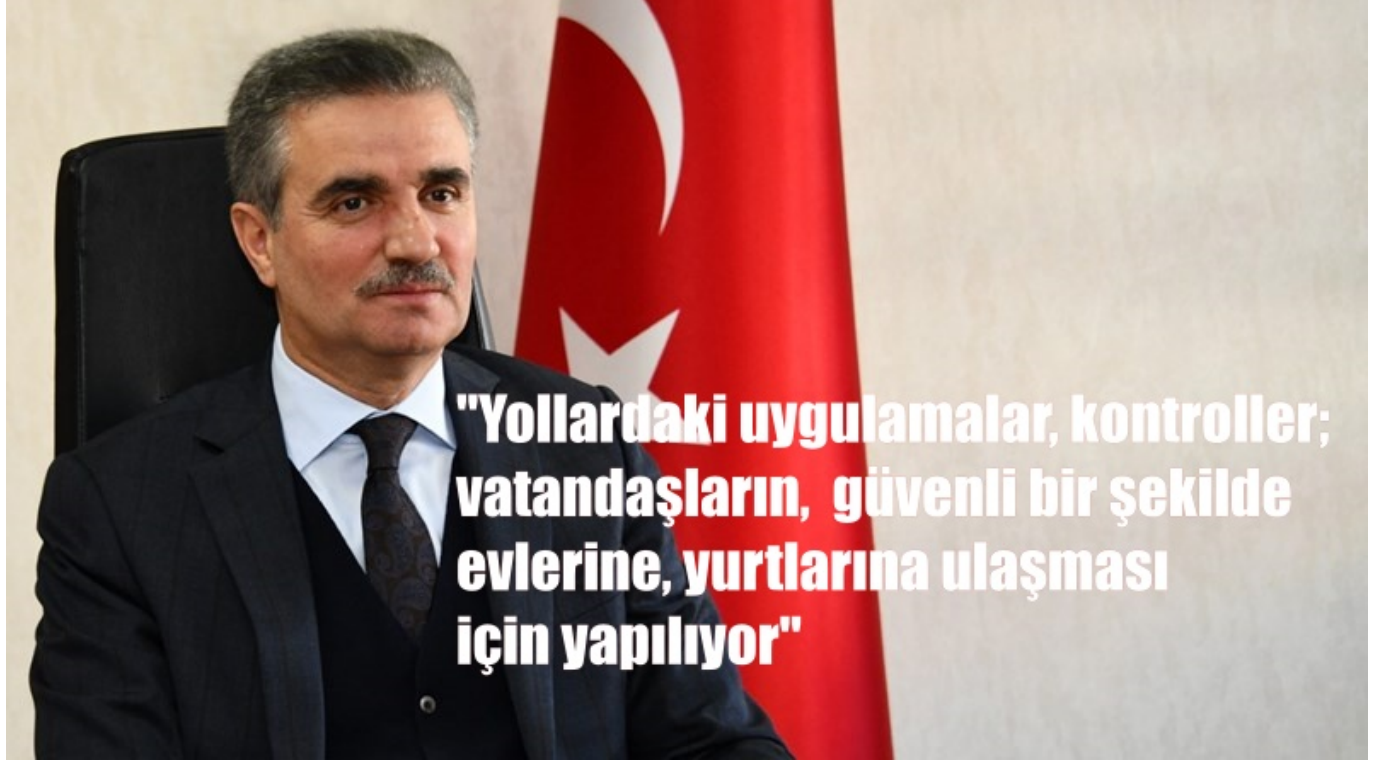 "Yollardaki uygulamalar, kontroller;
vatandaşların, güvenli bir şekilde
evlerine, yurtlarına ulaşması
için yapılıyor"